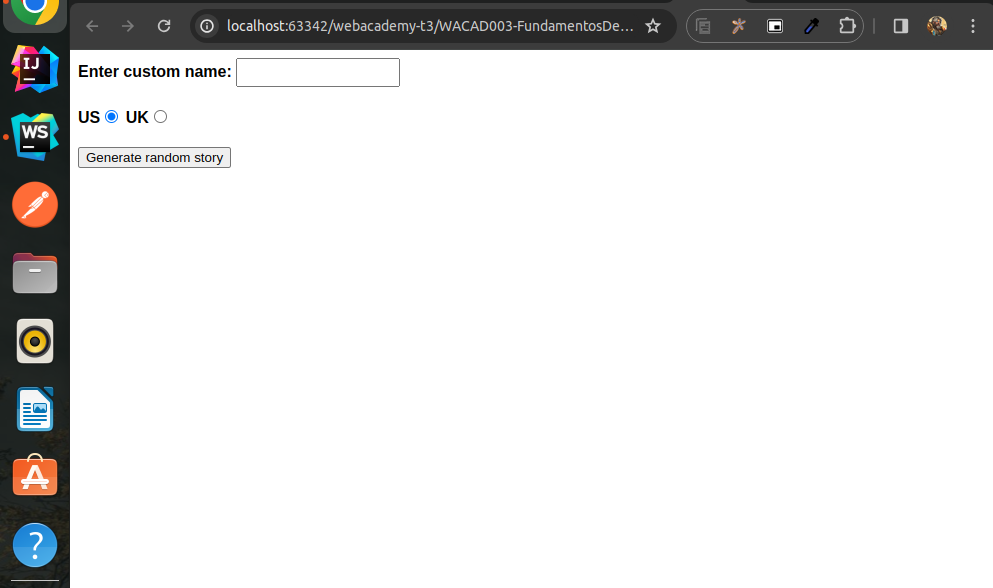 localhost:63342/webacademy-t3/WACAD003-FundamentosDe...
Enter custom name:
US UK
Generate random story
IJ
WS
?